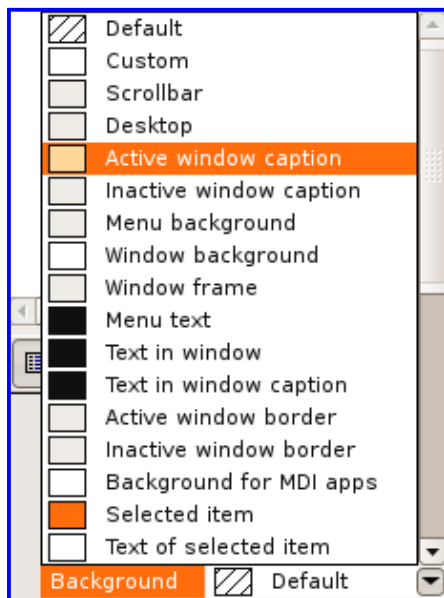 Default
Custom
Scrollbar
Desktop
Active window caption
Inactive window caption
Menu background
Window background
Window frame
Menu text
Text in window
Text in window caption
Active window border
Inactive window border
Background for MDI apps
Selected item
Text of selected item
Background Default